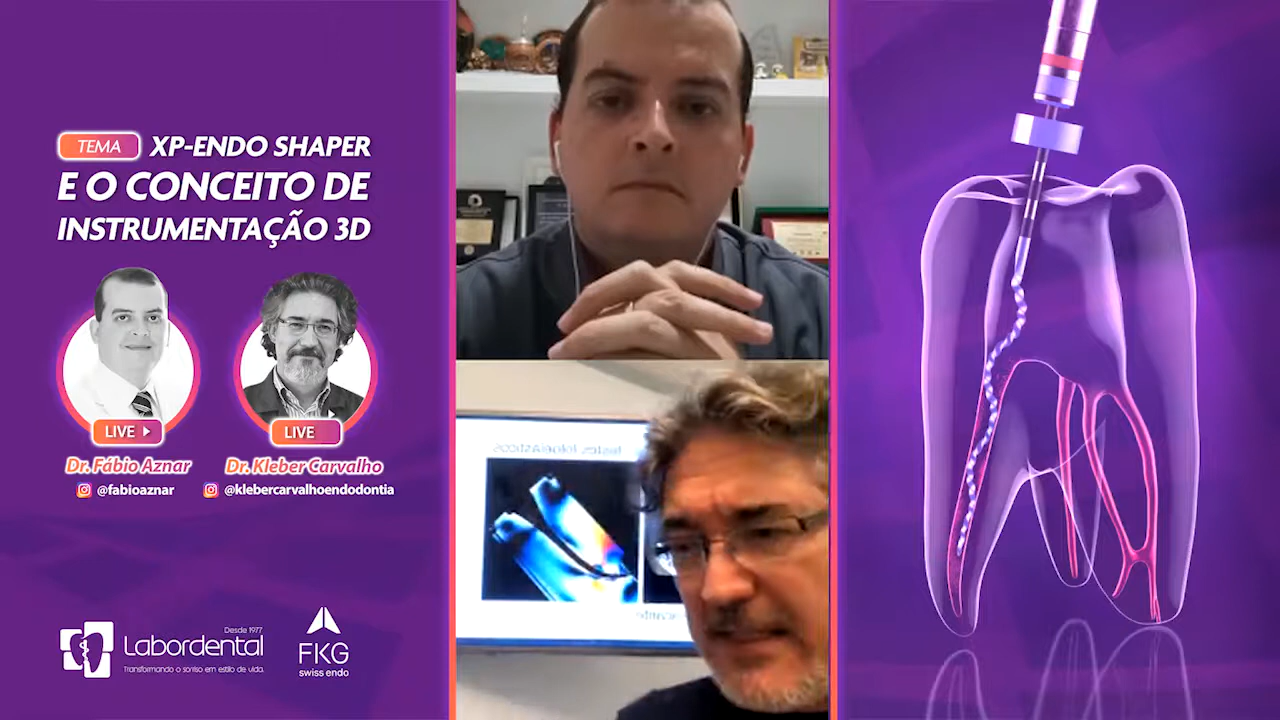 TEMA XP-ENDO SHAPER
E O CONCEITO DE
INSTRUMENTAÇÃO 3D
LIVE
LIVE
Dr. Fábio Aznar
Dr. Kleber Carvalho
@fabioaznar
@klebercarvalhoendodontia
Desde 1977
Labordental
Transformando o sorriso em estilo de vida.
FKG
swiss endo